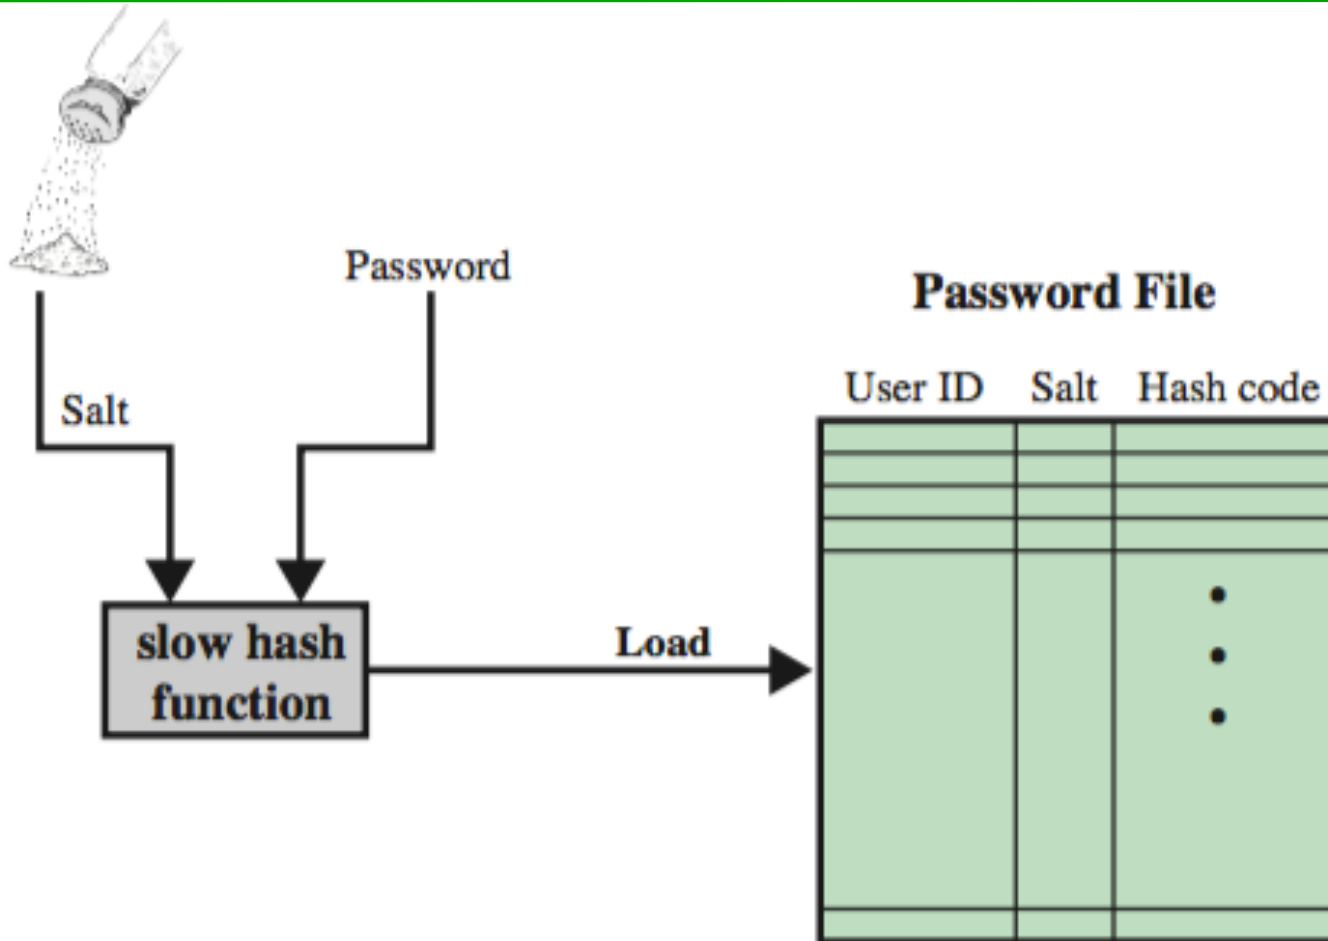 Password
Password File
User ID Salt Hash code
Salt
slow hash
function
Load